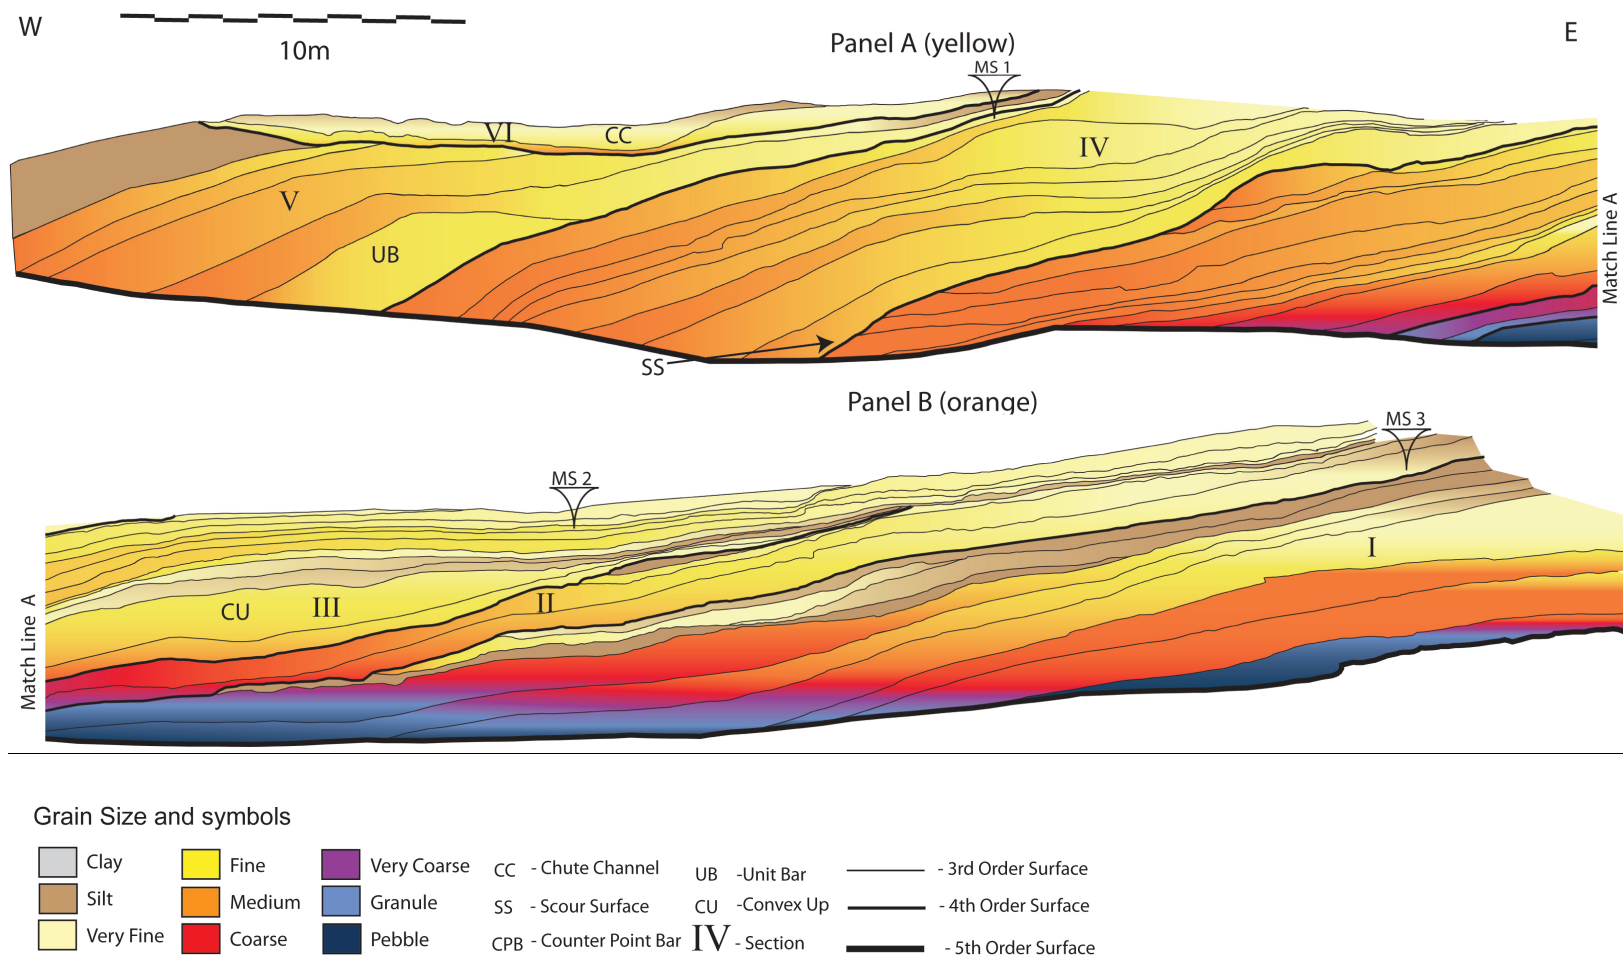 W
E
10m
Panel A (yellow)
MS 1
VI
CC
IV
V
UB
SS
Match Line A
Panel B (orange)
MS 3
MS 2
I
II
CU
III
Match Line A
Grain Size and symbols
Clay
Silt
Very Fine
Fine
Medium
Coarse
Very Coarse
Granule
Pebble
CC - Chute Channel
SS - Scour Surface
CPB - Counter Point Bar
UB -Unit Bar
CU -Convex Up
IV - Section
- 3rd Order Surface
- 4th Order Surface
- 5th Order Surface